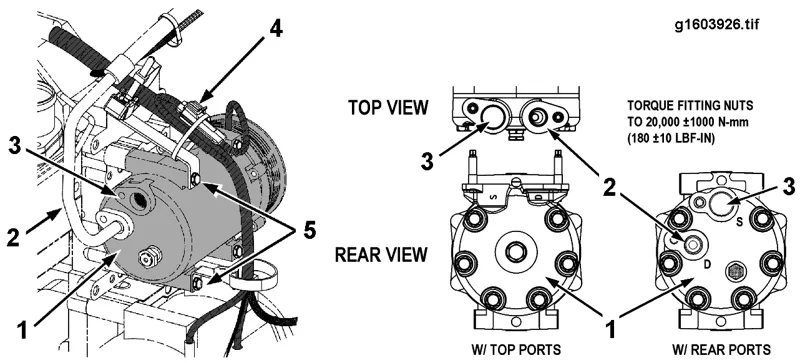 g1603926.tif
4
TOP VIEW
TORQUE FITTING NUTS
TO 20,000 ±1000 N-mm
(180 ±10 LBF-IN)
3
3
2
3
2
5
S
S
REAR VIEW
D
1
1
W/ TOP PORTS
W/ REAR PORTS